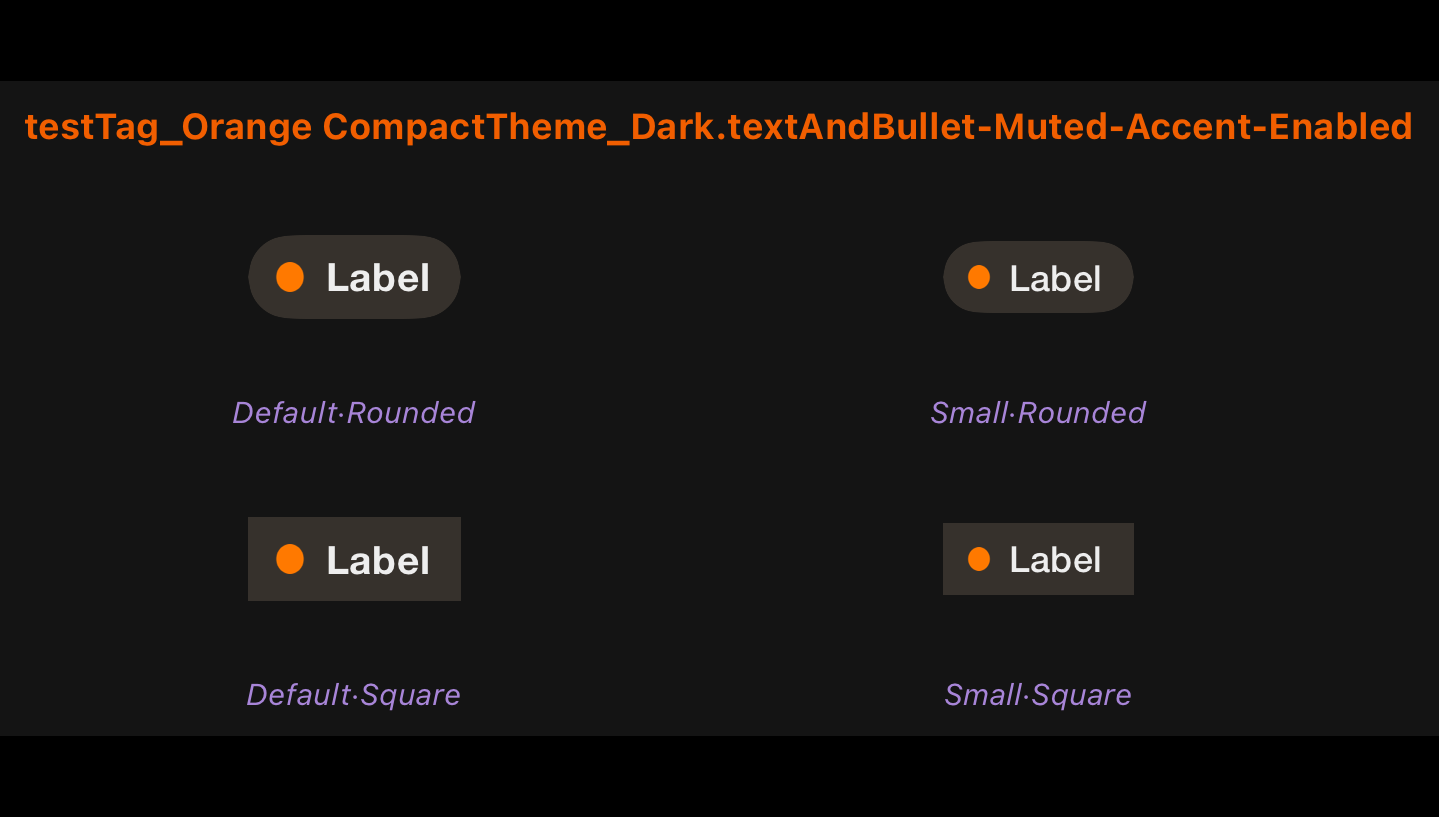 testTag_Orange CompactTheme_Dark.textAndBullet-Muted-Accent-Enabled
Label
Label
Default·Rounded
Small·Rounded
Label
Label
Default·Square
Small·Square